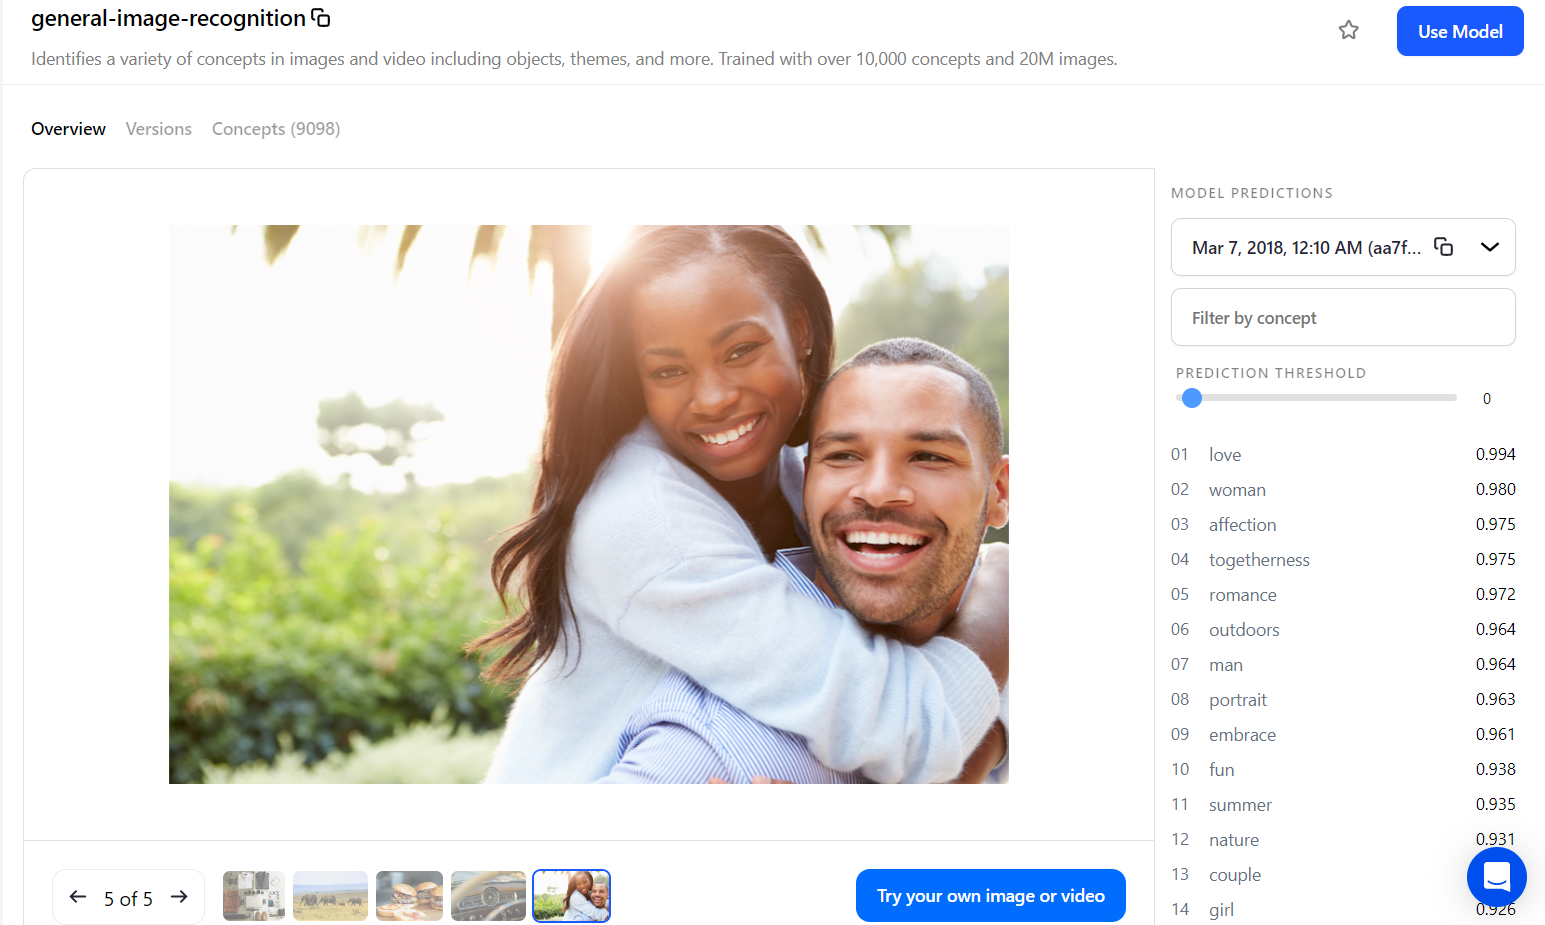 general-image-recognition
Use Model
Identifies a variety of concepts in images and video including objects, themes, and more. Trained with over 10,000 concepts and 20M images.
Overview Versions Concepts (9098)
MODEL PREDICTIONS
Mar 7, 2018, 12:10 AM (aa7f...
Filter by concept
PREDICTION THRESHOLD
0
01 love 0.994
02 woman 0.980
03 affection 0.975
04 togetherness 0.975
05 romance 0.972
06 outdoors 0.964
07 man 0.964
08 portrait 0.963
09 embrace 0.961
10 fun 0.938
11 summer 0.935
12 nature 0.931
13 couple
14 girl 0.926
5 of 5
Try your own image or video